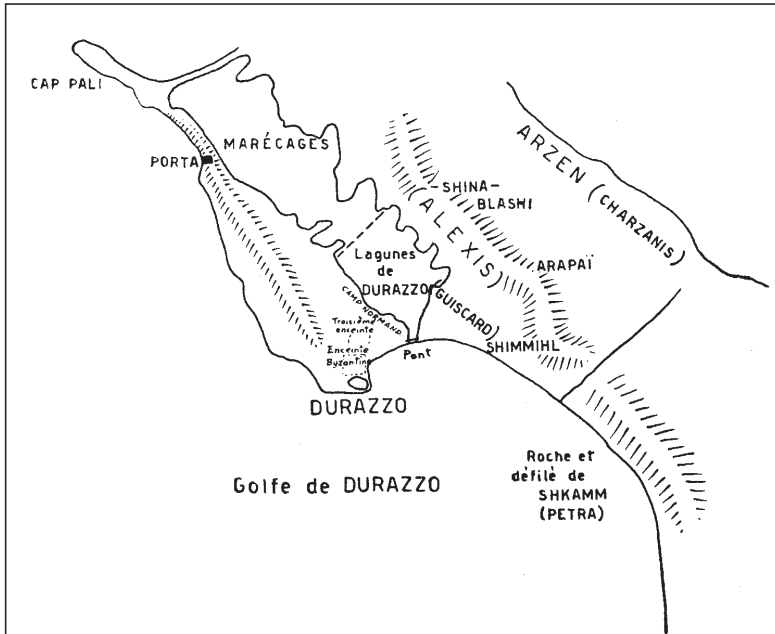 CAP PALI
PORTA
MARÉCAGES
ARZEN (CHARZANIS)
-SHINA-
BLASHI
(ALEXIS)
ARAPAÏ
Lagunes
de
DURAZZO
(GUISCARD)
CAMP NORMAND
Troisième
enceinte
Enceinte
Byzantine
Pont
SHIMMIHL
DURAZZO
Golfe de DURAZZO
Roche et
défilé de
SHKAMM
(PETRA)